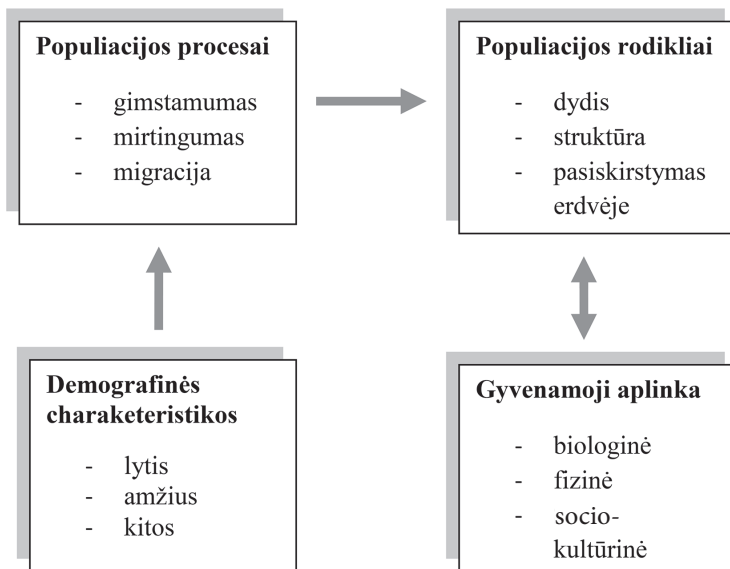 Populiacijos procesai
- gimstamumas
- mirtingumas
- migracija
Populiacijos rodikliai
- dydis
- struktūra
- pasiskirstymas
erdvėje
Demografinės
charaketeristikos
- lytis
- amžius
- kitos
Gyvenamoji aplinka
- biologinė
- fizinė
- socio-
kultūrinė